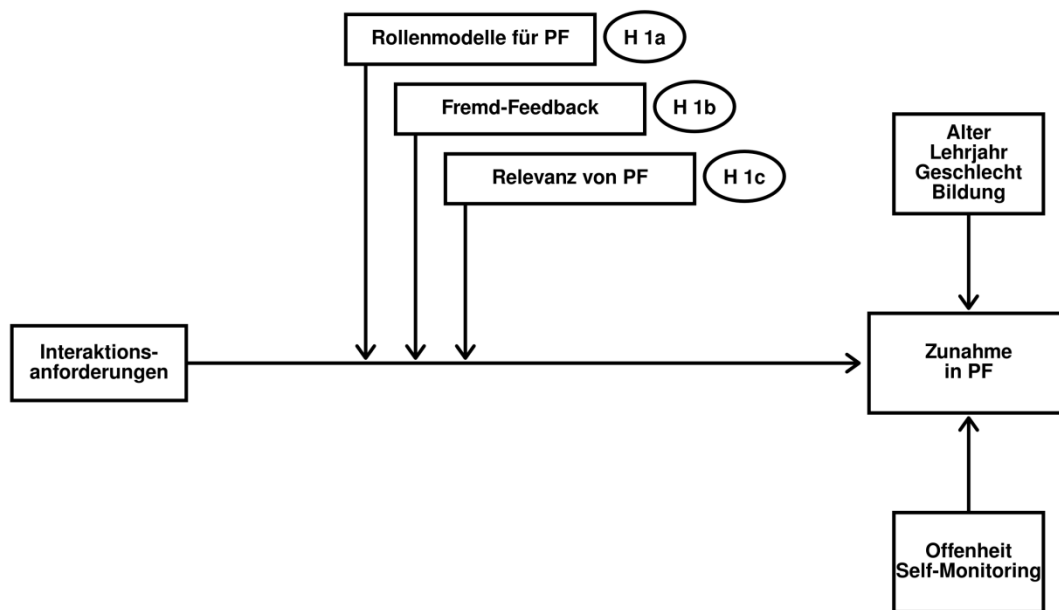 Rollenmodelle für PF
H 1a
Fremd-Feedback
H 1b
Relevanz von PF
H 1c
Alter
Lehrjahr
Geschlecht
Bildung
Interaktions-
anforderungen
Zunahme
in PF
Offenheit
Self-Monitoring